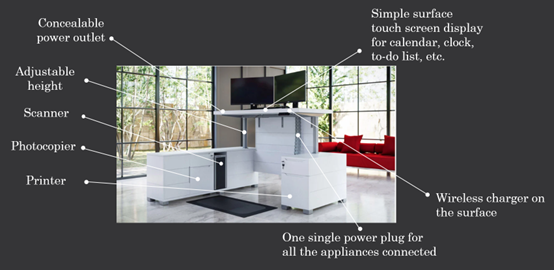 Concealable
power outlet
Adjustable
height
Scanner
Photocopier
Printer
Simple surface
touch screen display
for calendar, clock,
to-do list, etc.
Wireless charger on
the surface
One single power plug for
all the appliances connected